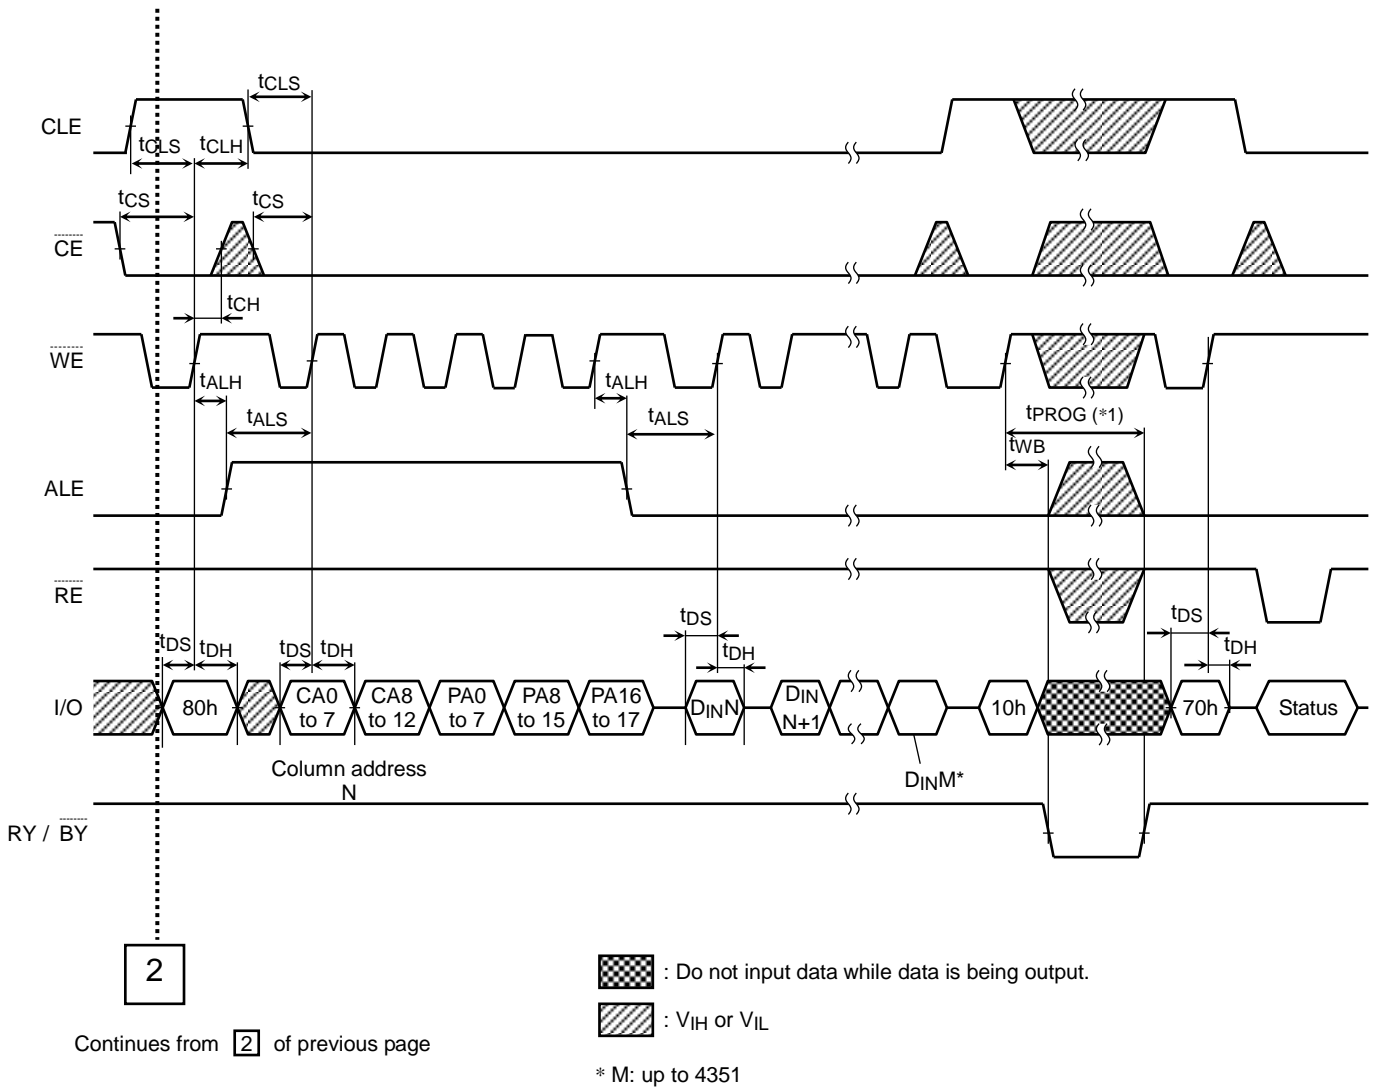 tCLS
CLE
tCLS tCLH
tCS tCS
CE
tCH
WE
tALH tALH
tALS tALS
tPROG (*1)
tWB
ALE
RE
tDS tDH tDS tDH tDS tDH tDS tDH
I/O 80h CA0 to 7 CA8 to 12 PA0 to 7 PA8 to 15 PA16 to 17 DINN DIN N+1 10h 70h Status
Column address
N
DINM*
RY / BY
2
: Do not input data while data is being output.
: VIH or VIL
Continues from 2 of previous page
* M: up to 4351